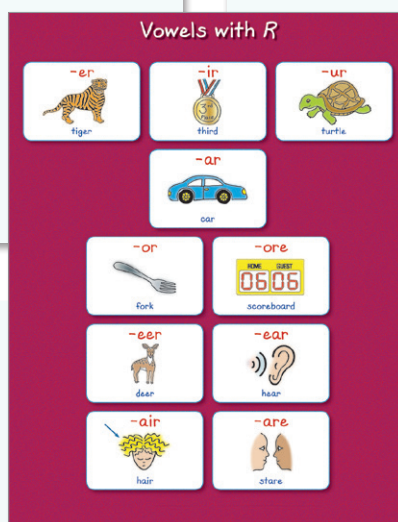 Vowels with R
-er
tiger
-ir
3rd
Place
third
-ur
turtle
-ar
car
-or
fork
-ore
HOME GUEST
06 06
scoreboard
-eer
deer
-ear
hear
-air
hair
-are
stare